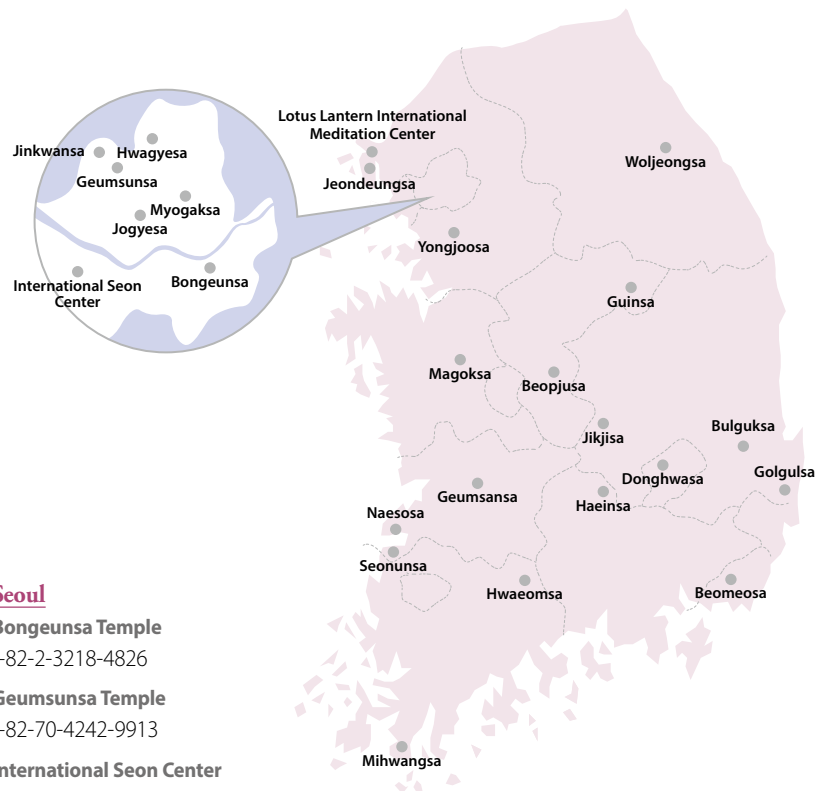 Lotus Lantern International
Meditation Center
Jinkwansa
Hwagyesa
Geumsunsa
Jeondeungsa
Woljeongsa
Myogaksa
Jogyesa
Yongjoosa
International Seon
Center
Bongeunsa
Guinsa
Magoksa
Beopjusa
Bulguksa
Jikjisa
Golgulsa
Donghwasa
Geumsansa
Haeinsa
Naesosa
Seonunsa
Hwaeomsa
Beomeosa
Mihwangsa
Seoul
Bongeunsa Temple
-82-2-3218-4826
Geumsunsa Temple
-82-70-4242-9913
International Seon Center